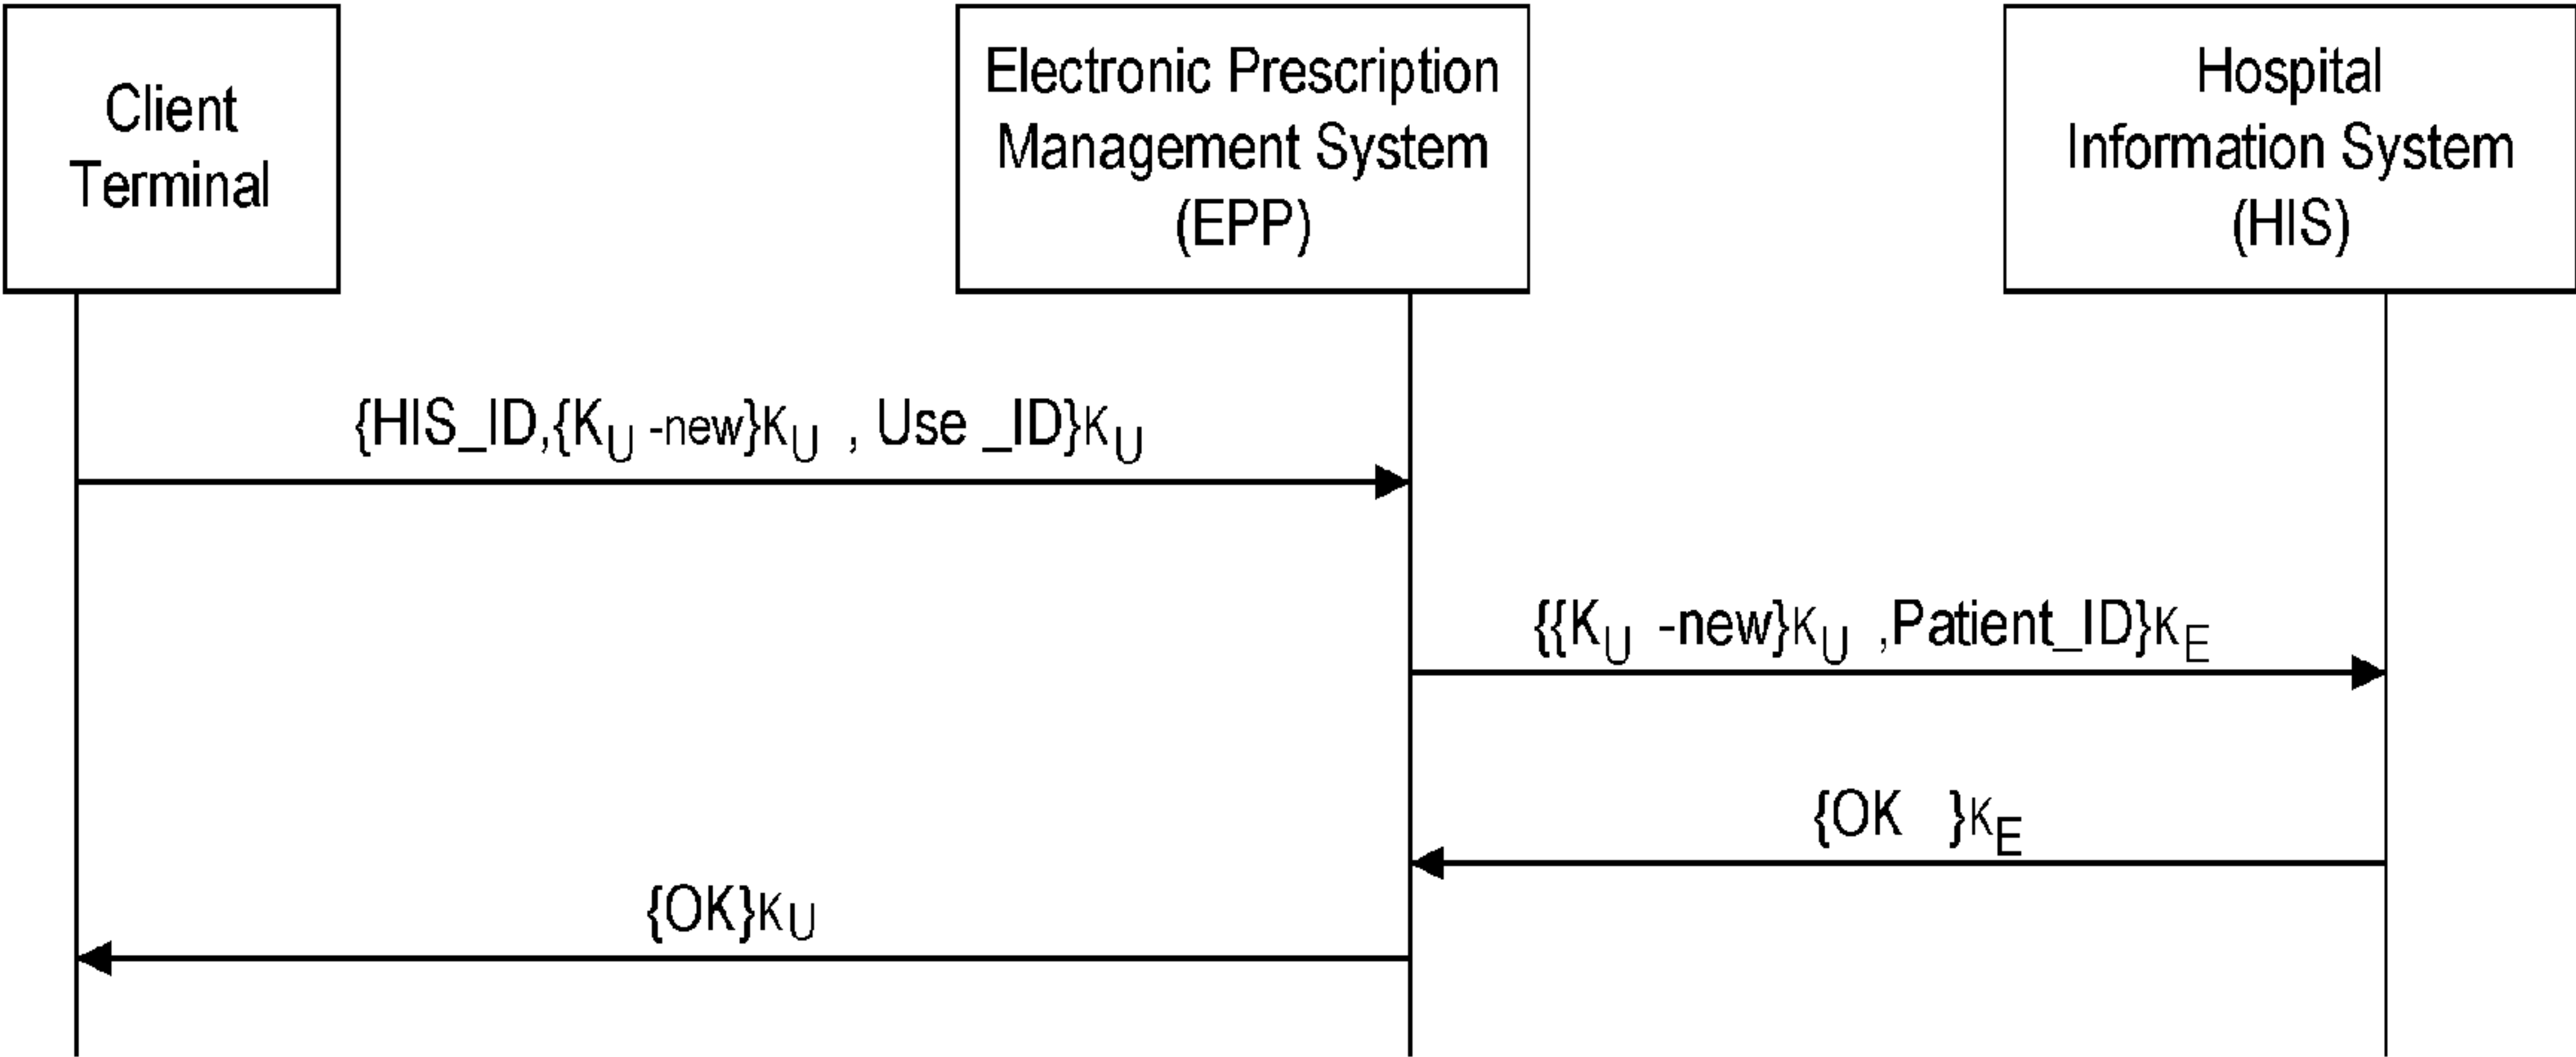 Client
Terminal
Electronic Prescription
Management System
(EPP)
Hospital
Information System
(HIS)
{HIS_ID,{KU -new}KU , Use _ID}KU
{{KU -new}KU ,Patient_ID}KE
{OK }KE
{OK}KU